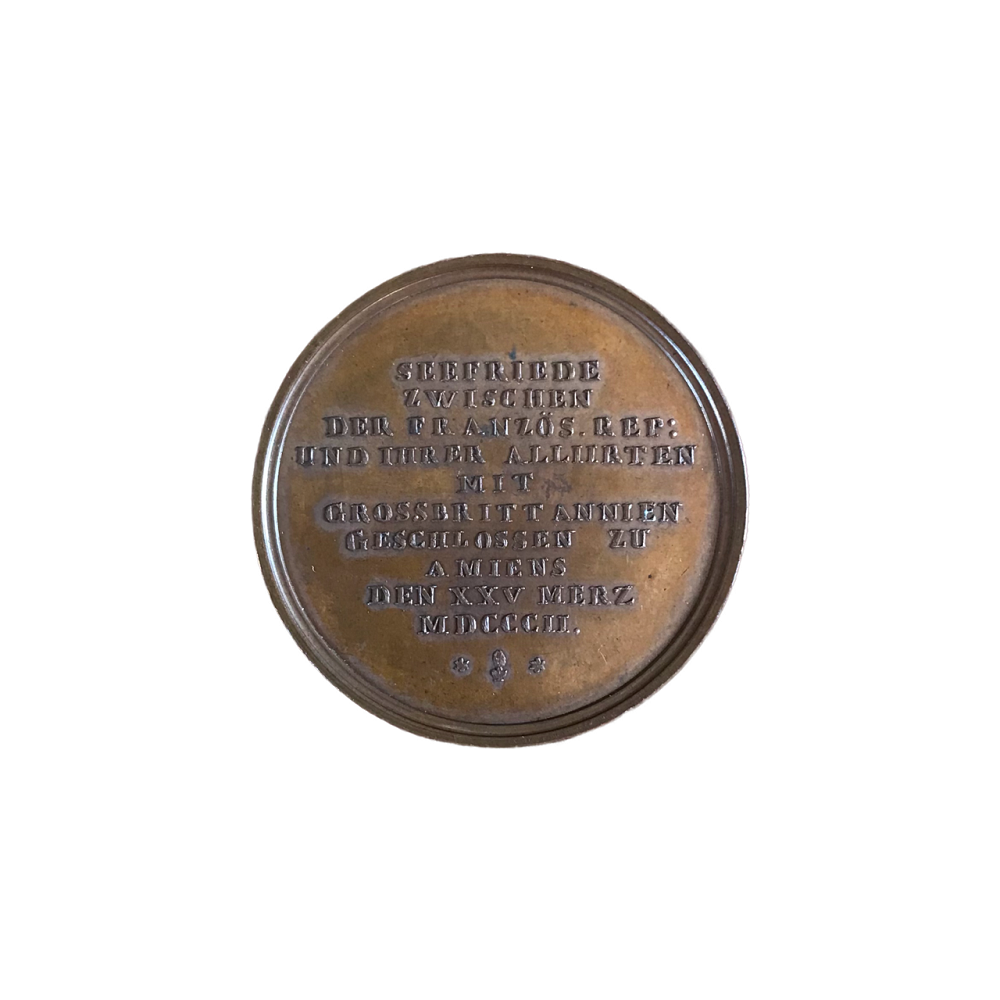 SEEFRIEDE
ZWISCHEN
DER FRANZÖS. REP:
UND IHRER ALLIIRTEN
MIT
GROSSBRITTANNIEN
GESCHLOSSEN ZU
AMIENS
DEN XXV MERZ
MDCCCII.